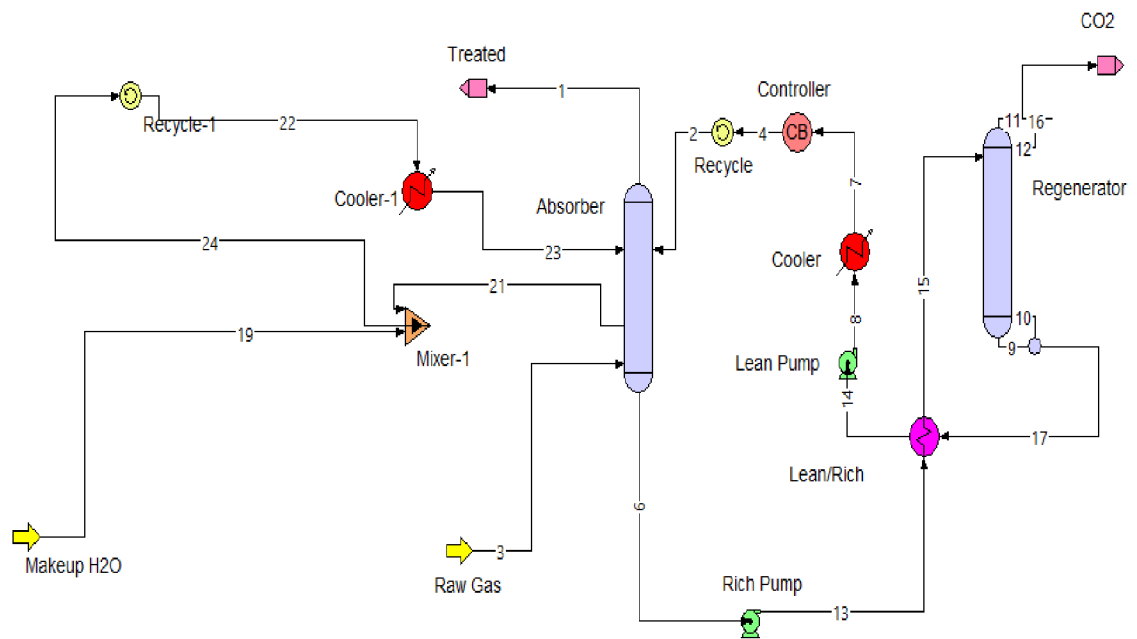 CO2
Treated
1
Controller
11
16
Recycle-1
22
2
4
CB
12
Recycle
Regenerator
Cooler-1
Absorber
7
24
23
Cooler
15
21
19
8
10
Mixer-1
Lean Pump
9
14
17
Lean/Rich
6
Makeup H2O
3
Raw Gas
Rich Pump
13